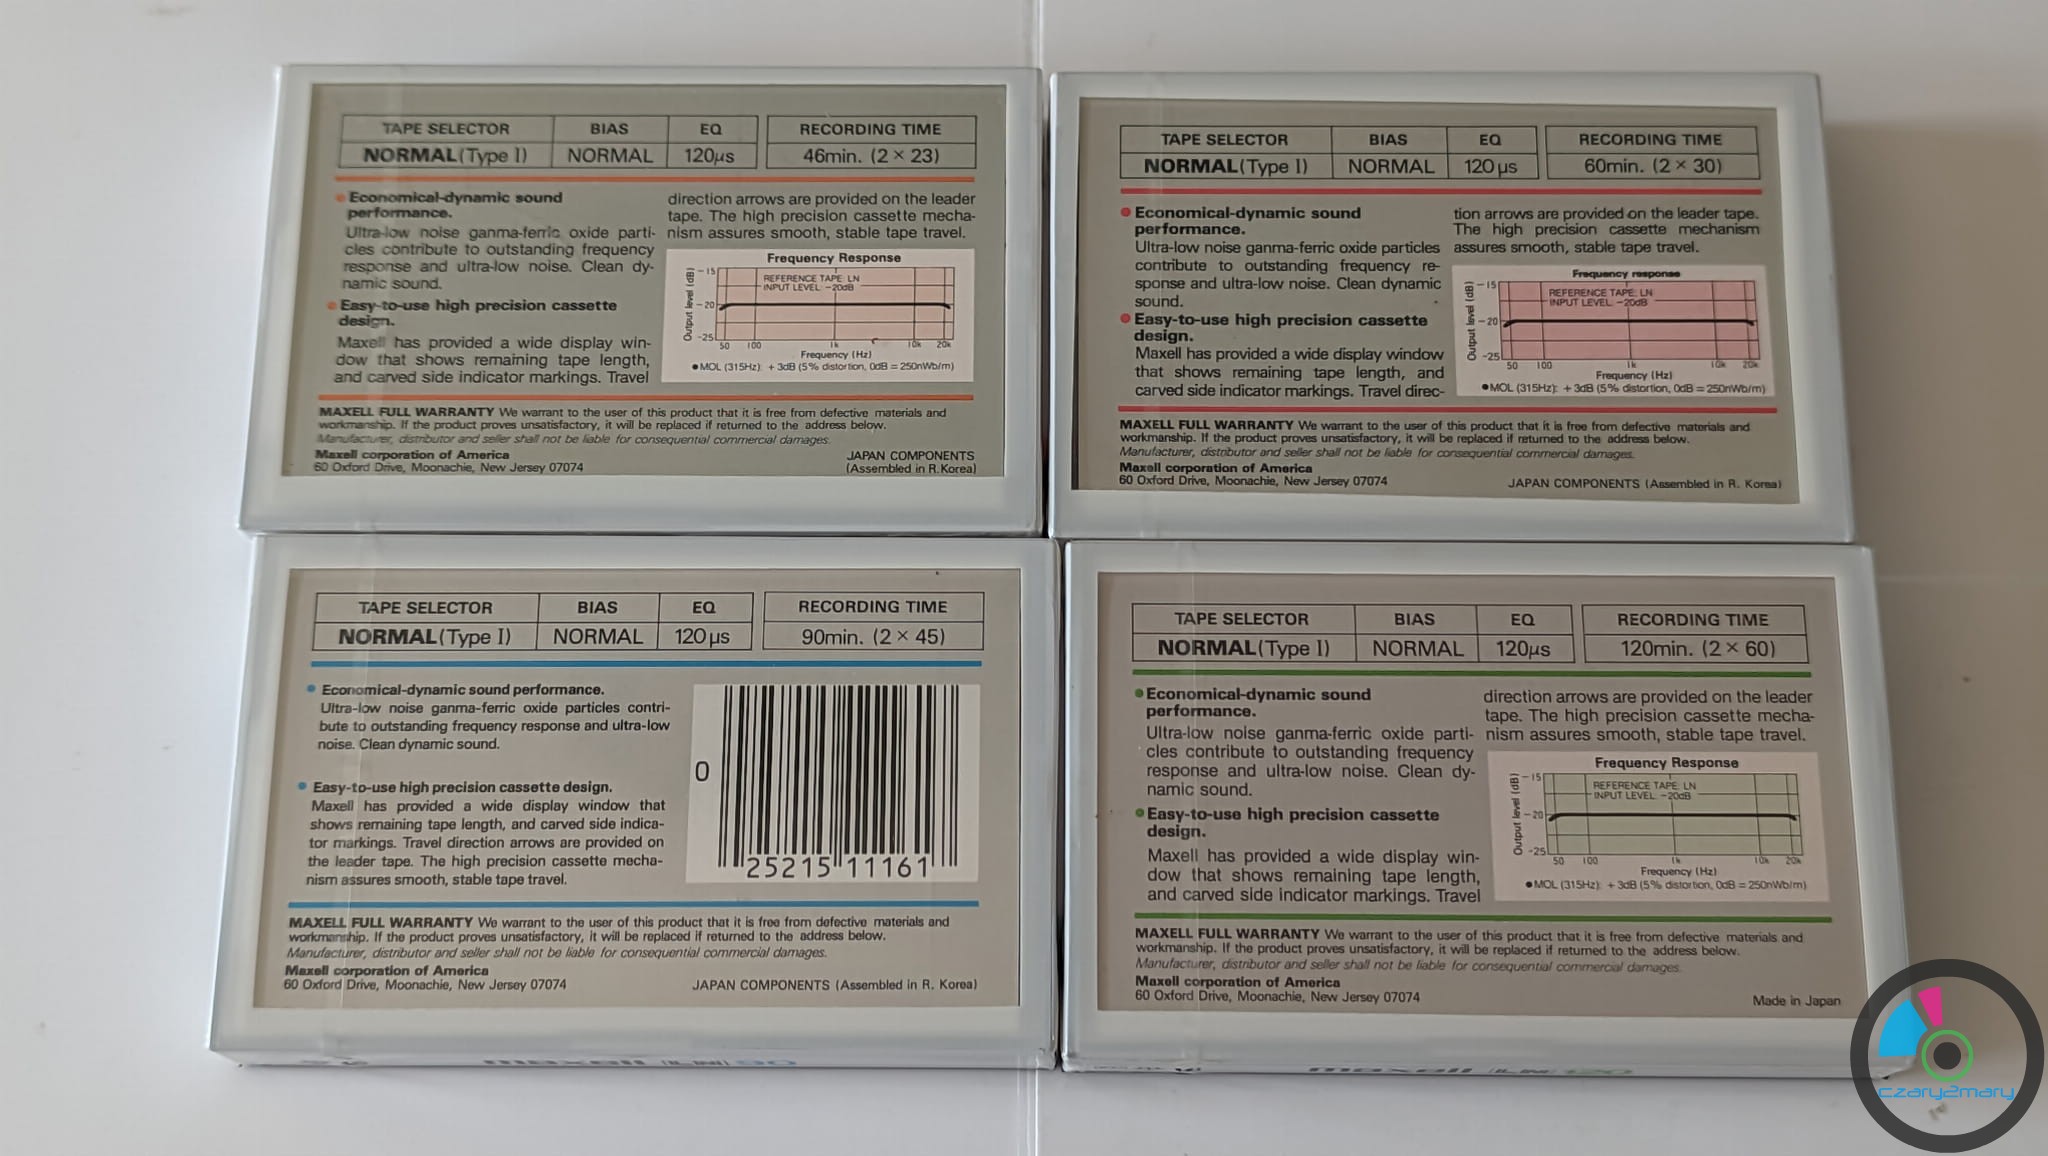 TAPE SELECTOR BIAS EQ RECORDING TIME
NORMAL (Type I) NORMAL 120μs 46min. (2 × 23)
• Economical-dynamic sound
performance.
Ultra-low noise ganma-ferric oxide parti-
cles contribute to outstanding frequency
response and ultra-low noise. Clean dy-
namic sound.
• Easy-to-use high precision cassette
design.
Maxell has provided a wide display win-
dow that shows remaining tape length,
and carved side indicator markings. Travel
direction arrows are provided on the leader
tape. The high precision cassette mecha-
nism assures smooth, stable tape travel.
Frequency Response
REFERENCE TAPE: LN
INPUT LEVEL: -20dB
Output level (dB)
-15
-20
-25
50 100 1k 10k 20k
Frequency (Hz)
• MOL (315Hz): +3dB (5% distortion, 0dB = 250nWb/m)
MAXELL FULL WARRANTY We warrant to the user of this product that it is free from defective materials and
workmanship. If the product proves unsatisfactory, it will be replaced if returned to the address below.
Manufacturer, distributor and seller shall not be liable for consequential commercial damages.
Maxell corporation of America
60 Oxford Drive, Moonachie, New Jersey 07074
JAPAN COMPONENTS
(Assembled in R. Korea)
TAPE SELECTOR BIAS EQ RECORDING TIME
NORMAL (Type I) NORMAL 120μs 60min. (2 × 30)
• Economical-dynamic sound
performance.
Ultra-low noise ganma-ferric oxide particles
contribute to outstanding frequency re-
sponse and ultra-low noise. Clean dynamic
sound.
• Easy-to-use high precision cassette
design.
Maxell has provided a wide display window
that shows remaining tape length, and
carved side indicator markings. Travel direc-
tion arrows are provided on the leader tape.
The high precision cassette mechanism
assures smooth, stable tape travel.
Frequency response
REFERENCE TAPE: LN
INPUT LEVEL: -20dB
Output level (dB)
-15
-20
-25
50 100 1k 10k 20k
Frequency (Hz)
• MOL (315Hz): +3dB (5% distortion, 0dB = 250nWb/m)
MAXELL FULL WARRANTY We warrant to the user of this product that it is free from defective materials and
workmanship. If the product proves unsatisfactory, it will be replaced if returned to the address below.
Manufacturer, distributor and seller shall not be liable for consequential commercial damages.
Maxell corporation of America
60 Oxford Drive, Moonachie, New Jersey 07074
JAPAN COMPONENTS (Assembled in R. Korea)
TAPE SELECTOR BIAS EQ RECORDING TIME
NORMAL (Type I) NORMAL 120μs 90min. (2 × 45)
• Economical-dynamic sound performance.
Ultra-low noise ganma-ferric oxide particles contri-
bute to outstanding frequency response and ultra-low
noise. Clean dynamic sound.
• Easy-to-use high precision cassette design.
Maxell has provided a wide display window that
shows remaining tape length, and carved side indica-
tor markings. Travel direction arrows are provided on
the leader tape. The high precision cassette mecha-
nism assures smooth, stable tape travel.
0 25215 11161
MAXELL FULL WARRANTY We warrant to the user of this product that it is free from defective materials and
workmanship. If the product proves unsatisfactory, it will be replaced if returned to the address below.
Manufacturer, distributor and seller shall not be liable for consequential commercial damages.
Maxell corporation of America
60 Oxford Drive, Moonachie, New Jersey 07074
JAPAN COMPONENTS (Assembled in R. Korea)
maxell LN 90
TAPE SELECTOR BIAS EQ RECORDING TIME
NORMAL (Type I) NORMAL 120μs 120min. (2 × 60)
• Economical-dynamic sound
performance.
Ultra-low noise ganma-ferric oxide parti-
cles contribute to outstanding frequency
response and ultra-low noise. Clean dy-
namic sound.
• Easy-to-use high precision cassette
design.
Maxell has provided a wide display win-
dow that shows remaining tape length,
and carved side indicator markings. Travel
direction arrows are provided on the leader
tape. The high precision cassette mecha-
nism assures smooth, stable tape travel.
Frequency Response
REFERENCE TAPE: LN
INPUT LEVEL: -20dB
Output level (dB)
-15
-20
-25
50 100 1k 10k 20k
Frequency (Hz)
• MOL (315Hz): +3dB (5% distortion, 0dB = 250nWb/m)
MAXELL FULL WARRANTY We warrant to the user of this product that it is free from defective materials and
workmanship. If the product proves unsatisfactory, it will be replaced if returned to the address below.
Manufacturer, distributor and seller shall not be liable for consequential commercial damages.
Maxell corporation of America
60 Oxford Drive, Moonachie, New Jersey 07074
Made in Japan
maxell LN 120
czary2mary